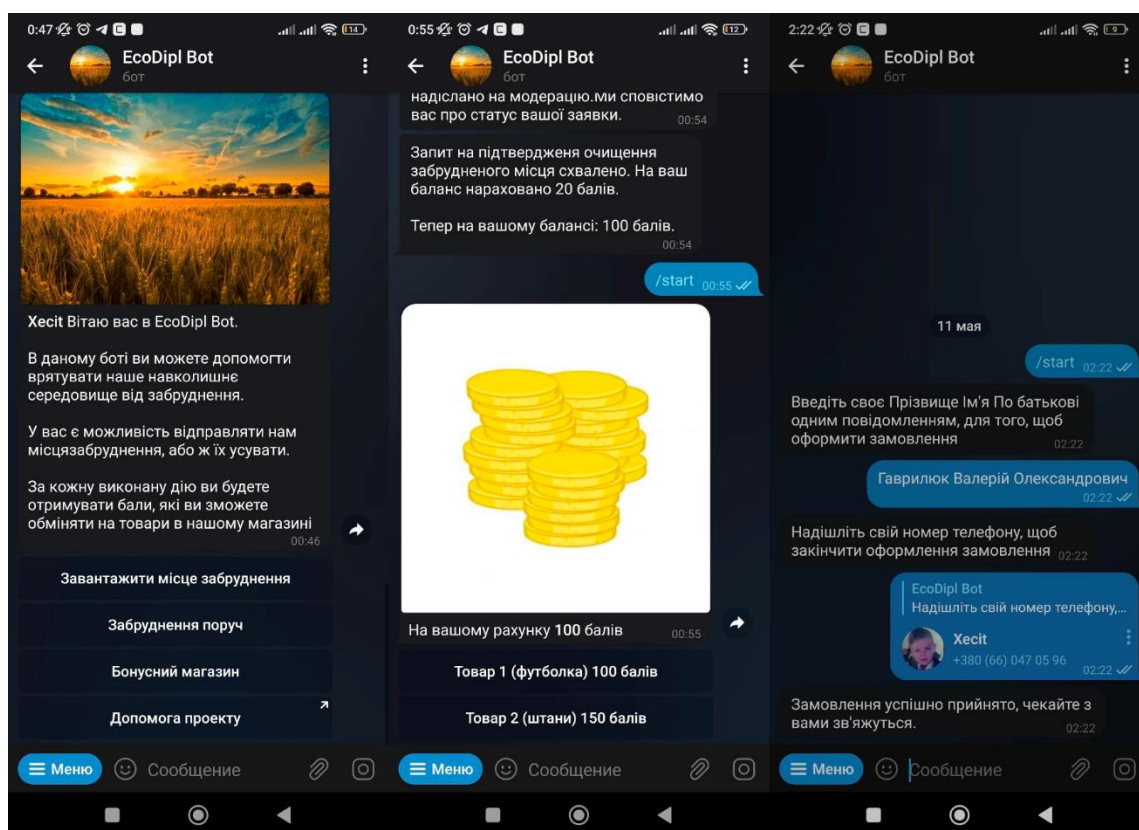 0:47
14
EcoDipl Bot
бот
Xecit Вітаю вас в EcoDipl Bot.
В даному боті ви можете допомогти
врятувати наше навколишнє
середовище від забруднення.
У вас є можливість відправляти нам
місцязабруднення, або ж їх усувати.
За кожну виконану дію ви будете
отримувати бали, які ви зможете
обміняти на товари в нашому магазині
00:46
Завантажити місце забруднення
Забруднення поруч
Бонусний магазин
Допомога проекту
Меню
Сообщение
0:55
12
EcoDipl Bot
бот
надіслано на модерацію.Ми сповістимо
вас про статус вашої заявки.
00:54
Запит на підтвердженя очищення
забрудненого місця схвалено. На ваш
баланс нараховано 20 балів.
Тепер на вашому балансі: 100 балів.
00:54
/start 00:55
На вашому рахунку 100 балів 00:55
Товар 1 (футболка) 100 балів
Товар 2 (штани) 150 балів
Меню
Сообщение
2:22
9
EcoDipl Bot
бот
11 мая
/start 02:22
Введіть своє Прізвище Ім'я По батькові
одним повідомленням, для того, щоб
оформити замовлення 02:22
Гаврилюк Валерій Олександрович
02:22
Надішліть свій номер телефону, щоб
закінчити оформлення замовлення 02:22
EcoDipl Bot
Надішліть свій номер телефону,...
Xecit
+380 (66) 047 05 96
02:22
Замовлення успішно прийнято, чекайте з
вами зв'яжуться. 02:22
Меню
Сообщение